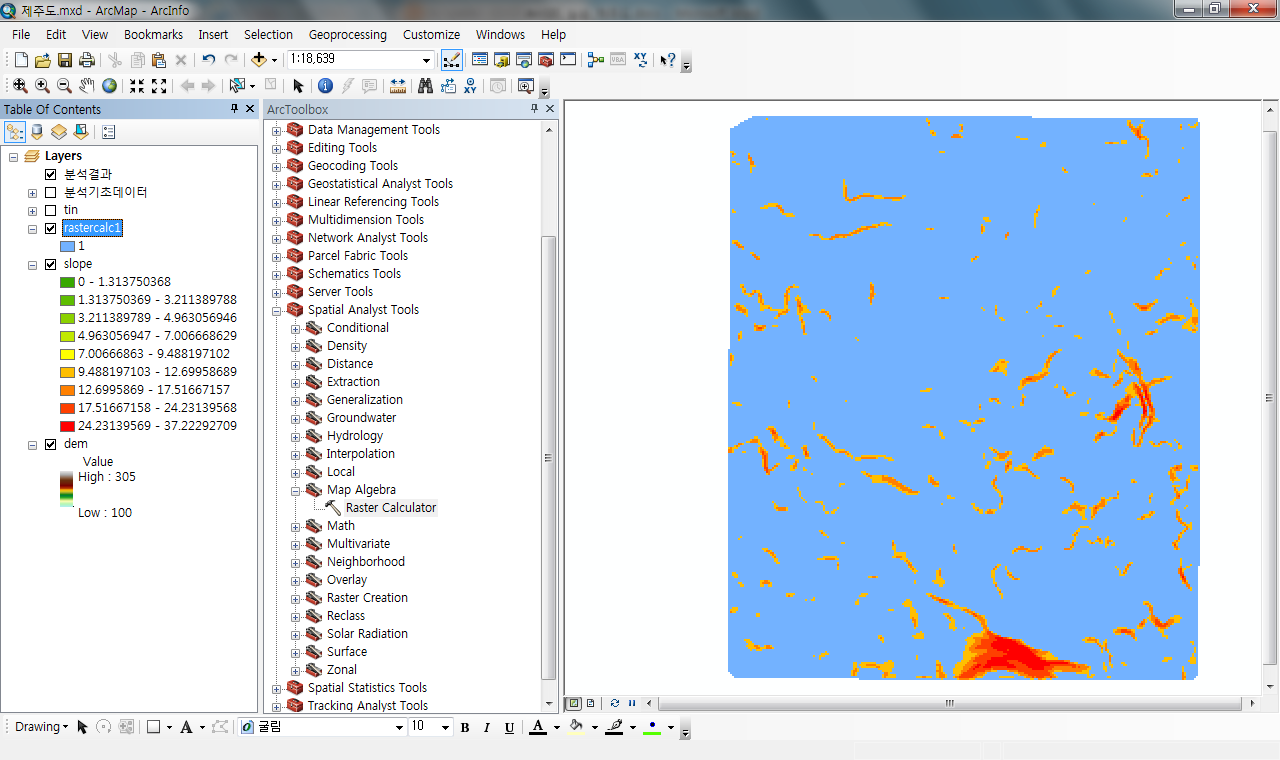 제주도.mxd - ArcMap - ArcInfo
File Edit View Bookmarks Insert Selection Geoprocessing Customize Windows Help
1:18,639
Table Of Contents
Layers
분석결과
분석기초데이터
tin
rastercalc1
1
slope
0 - 1.313750368
1.313750369 - 3.211389788
3.211389789 - 4.963056946
4.963056947 - 7.007668629
7.00766863 - 9.488197102
9.488197103 - 12.69958689
12.6995869 - 17.51667157
17.51667158 - 24.23139568
24.23139569 - 37.22292709
dem
Value
High : 305
Low : 100
ArcToolbox
Data Management Tools
Editing Tools
Geocoding Tools
Geostatistical Analyst Tools
Linear Referencing Tools
Multidimension Tools
Network Analyst Tools
Parcel Fabric Tools
Schematics Tools
Server Tools
Spatial Analyst Tools
Conditional
Density
Distance
Extraction
Generalization
Groundwater
Hydrology
Interpolation
Local
Map Algebra
Raster Calculator
Math
Multivariate
Neighborhood
Overlay
Raster Creation
Reclass
Solar Radiation
Surface
Zonal
Spatial Statistics Tools
Tracking Analyst Tools
Drawing A 굴림 10 B I U A